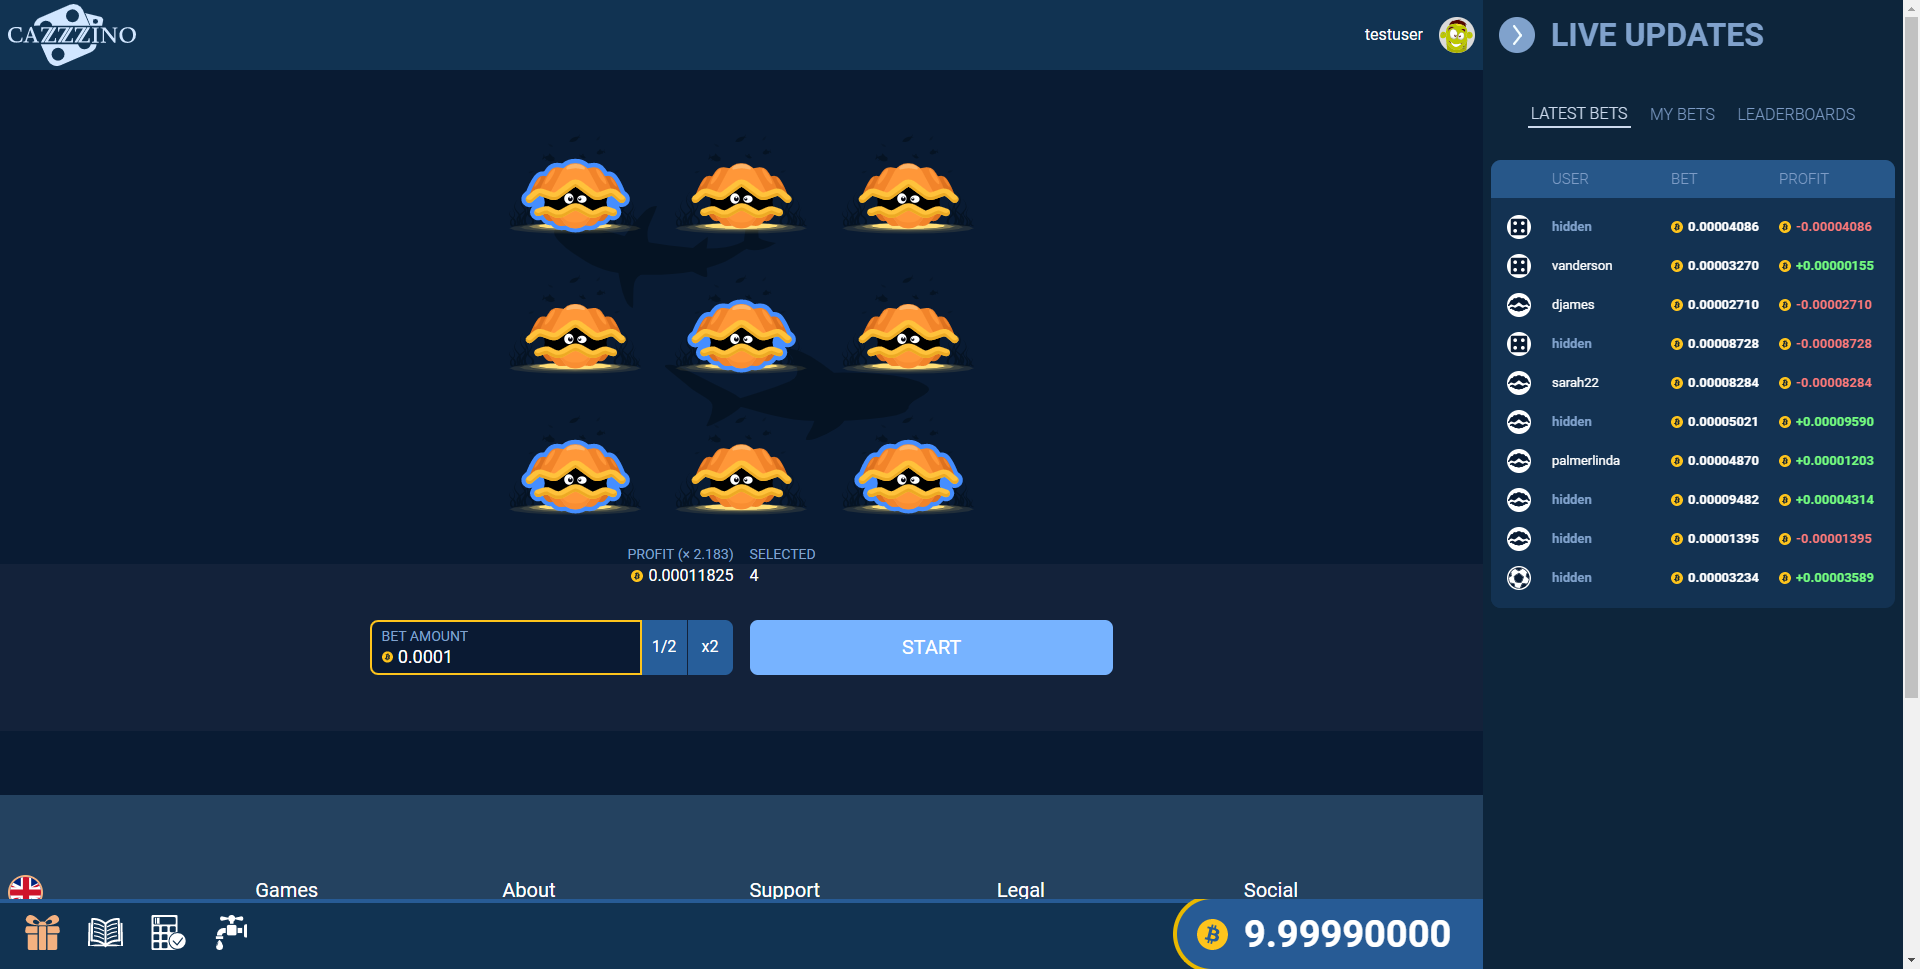 CAZZZINO
testuser
PROFIT (× 2.183) SELECTED
0.00011825 4
BET AMOUNT
0.0001
1/2
x2
START
Games About Support Legal Social
9.99990000
LIVE UPDATES
LATEST BETS MY BETS LEADERBOARDS
USER BET PROFIT
hidden 0.00004086 -0.00004086
vanderson 0.00003270 +0.00000155
djames 0.00002710 -0.00002710
hidden 0.00008728 -0.00008728
sarah22 0.00008284 -0.00008284
hidden 0.00005021 +0.00009590
palmerlinda 0.00004870 +0.00001203
hidden 0.00009482 +0.00004314
hidden 0.00001395 -0.00001395
hidden 0.00003234 +0.00003589